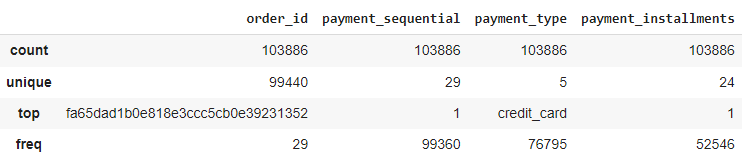 order_id payment_sequential payment_type payment_installments
count 103886 103886 103886 103886
unique 99440 29 5 24
top fa65dad1b0e818e3ccc5cb0e39231352 1 credit_card 1
freq 29 99360 76795 52546